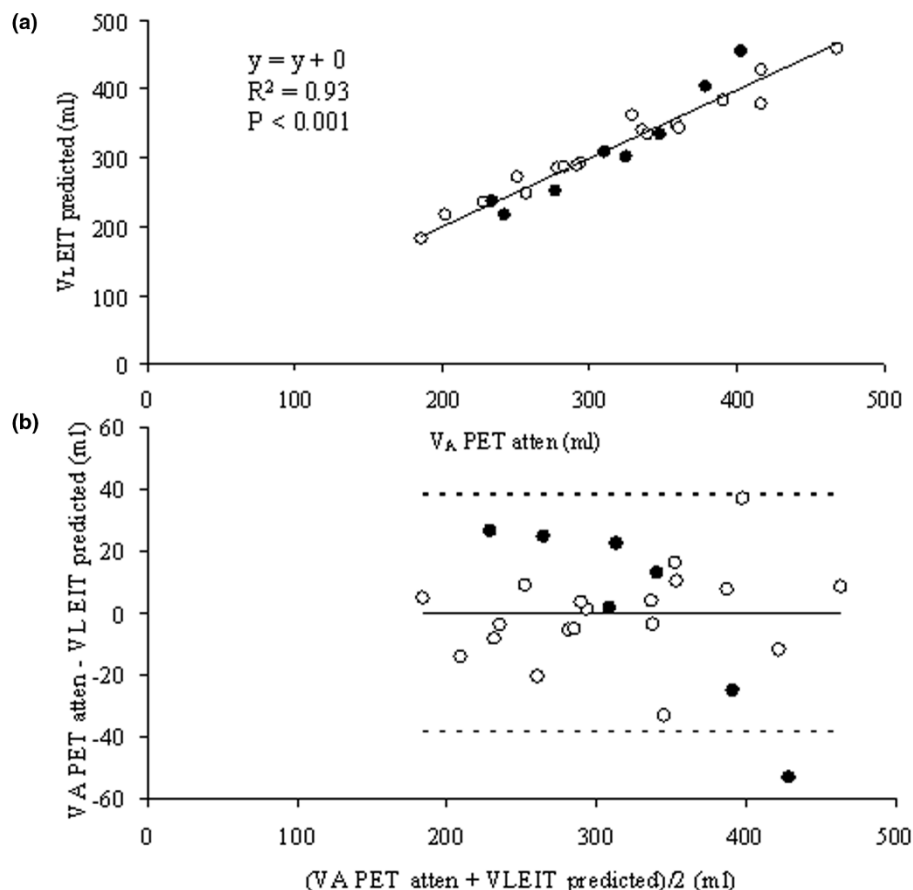 (a)
500
400
300
200
100
0
VL EIT predicted (ml)
y = y + 0
R² = 0.93
P < 0.001
0 100 200 300 400 500
VA PET atten (ml)
(b)
60
40
20
0
-20
-40
-60
VA PET atten - VL EIT predicted (ml)
0 100 200 300 400 500
(VA PET atten + VLEIT predicted)/2 (ml)